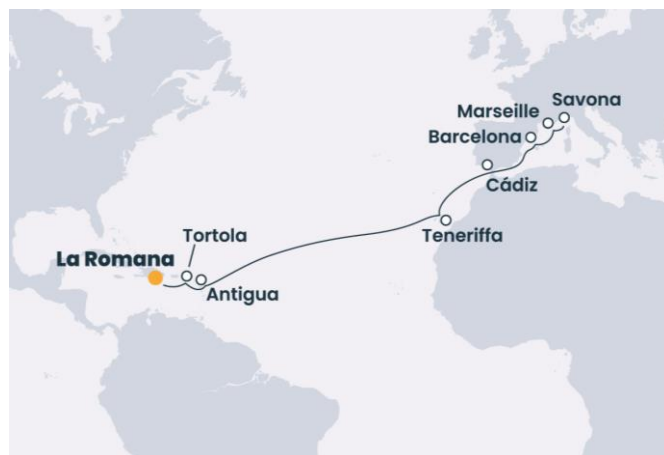 Savona
Marseille
Barcelona
Cádiz
Teneriffa
Tortola
La Romana
Antigua